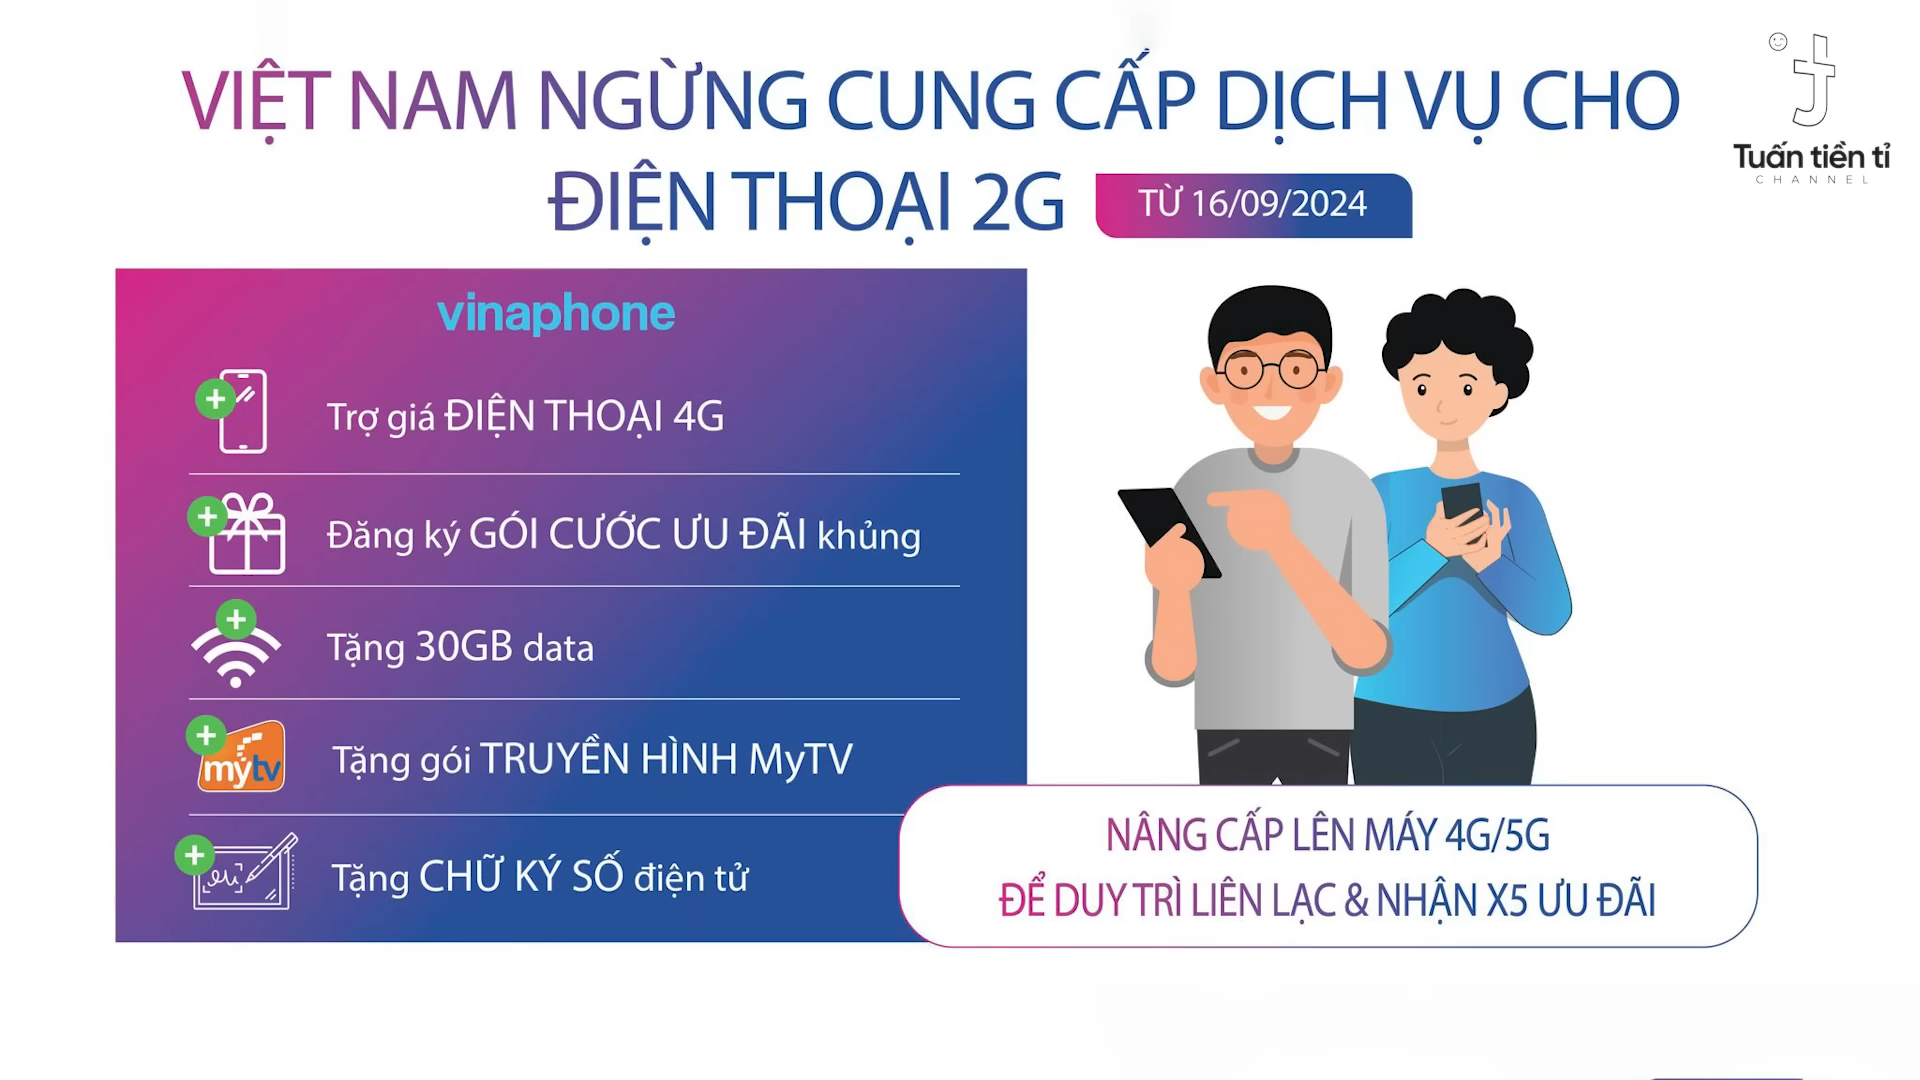 VIỆT NAM NGỪNG CUNG CẤP DỊCH VỤ CHO
ĐIỆN THOẠI 2G
TỪ 16/09/2024
Tuấn tiền tỉ
CHANNEL
vinaphone
Trợ giá ĐIỆN THOẠI 4G
Đăng ký GÓI CƯỚC ƯU ĐÃI khủng
Tặng 30GB data
mytv
Tặng gói TRUYỀN HÌNH MyTV
Tặng CHỮ KÝ SỐ điện tử
NÂNG CẤP LÊN MÁY 4G/5G
ĐỂ DUY TRÌ LIÊN LẠC & NHẬN X5 ƯU ĐÃI